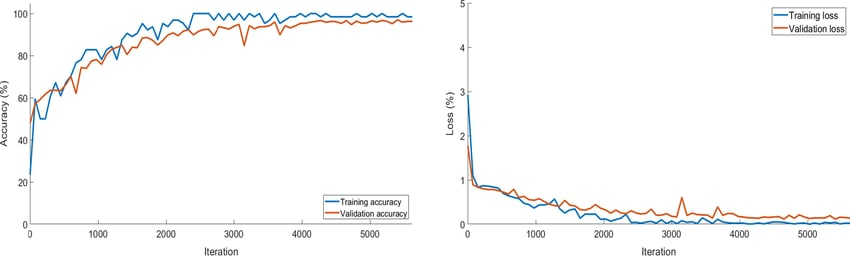 100
80
60
40
20
0
Accuracy (%)
0 1000 2000 3000 4000 5000
Iteration
Training accuracy
Validation accuracy
5
4
3
2
1
0
Loss (%)
0 1000 2000 3000 4000 5000
Iteration
Training loss
Validation loss